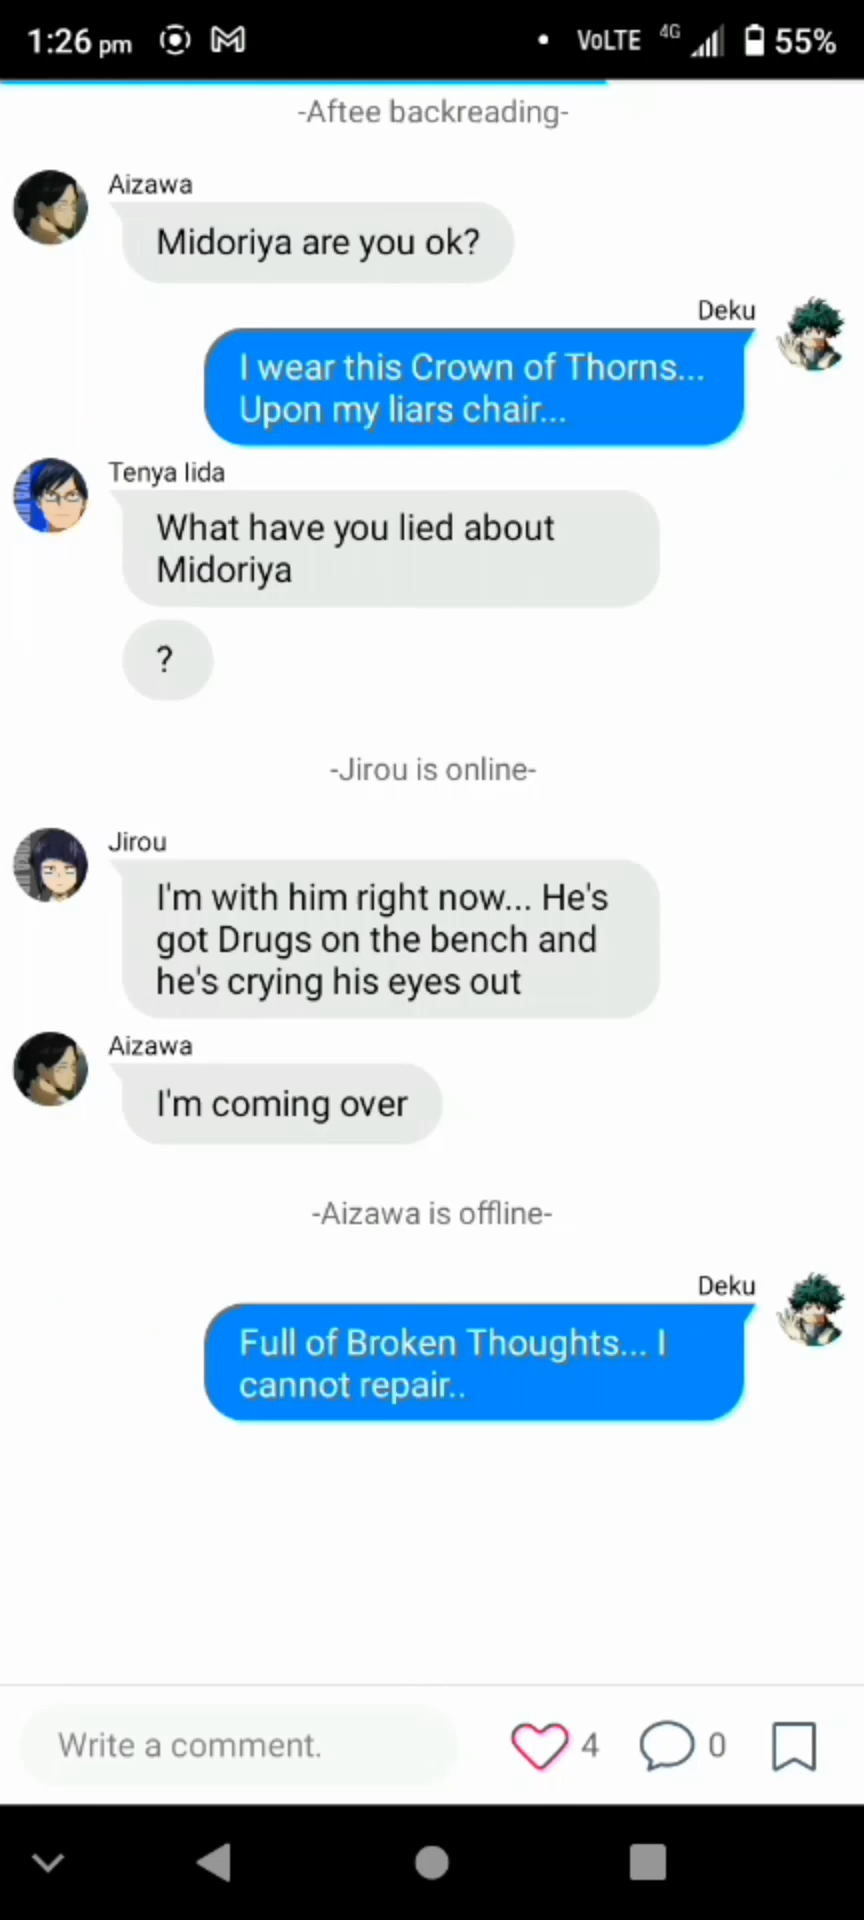 1:26 pm VoLTE 4G 55%
-Aftee backreading-
Aizawa
Midoriya are you ok?
Deku
I wear this Crown of Thorns...
Upon my liars chair...
Tenya Iida
What have you lied about
Midoriya
?
-Jirou is online-
Jirou
I'm with him right now... He's
got Drugs on the bench and
he's crying his eyes out
Aizawa
I'm coming over
-Aizawa is offline-
Deku
Full of Broken Thoughts... I
cannot repair..
Write a comment. 4 0